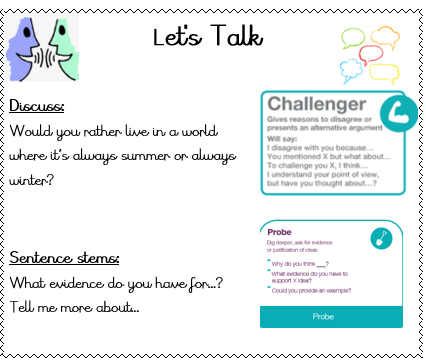 Let's Talk
Discuss:
Would you rather live in a world
where it's always summer or always
winter?
Challenger
Gives reasons to disagree or
presents an alternative argument
Will say:
I disagree with you because…
You mentioned X but what about…
To challenge you X, I think…
I understand your point of view,
but have you thought about…?
Sentence stems:
What evidence do you have for…?
Tell me more about…
Probe
Dig deeper, ask for evidence
or justification of ideas
Why do you think ___?
What evidence do you have to
support X idea?
Could you provide an example?
Probe